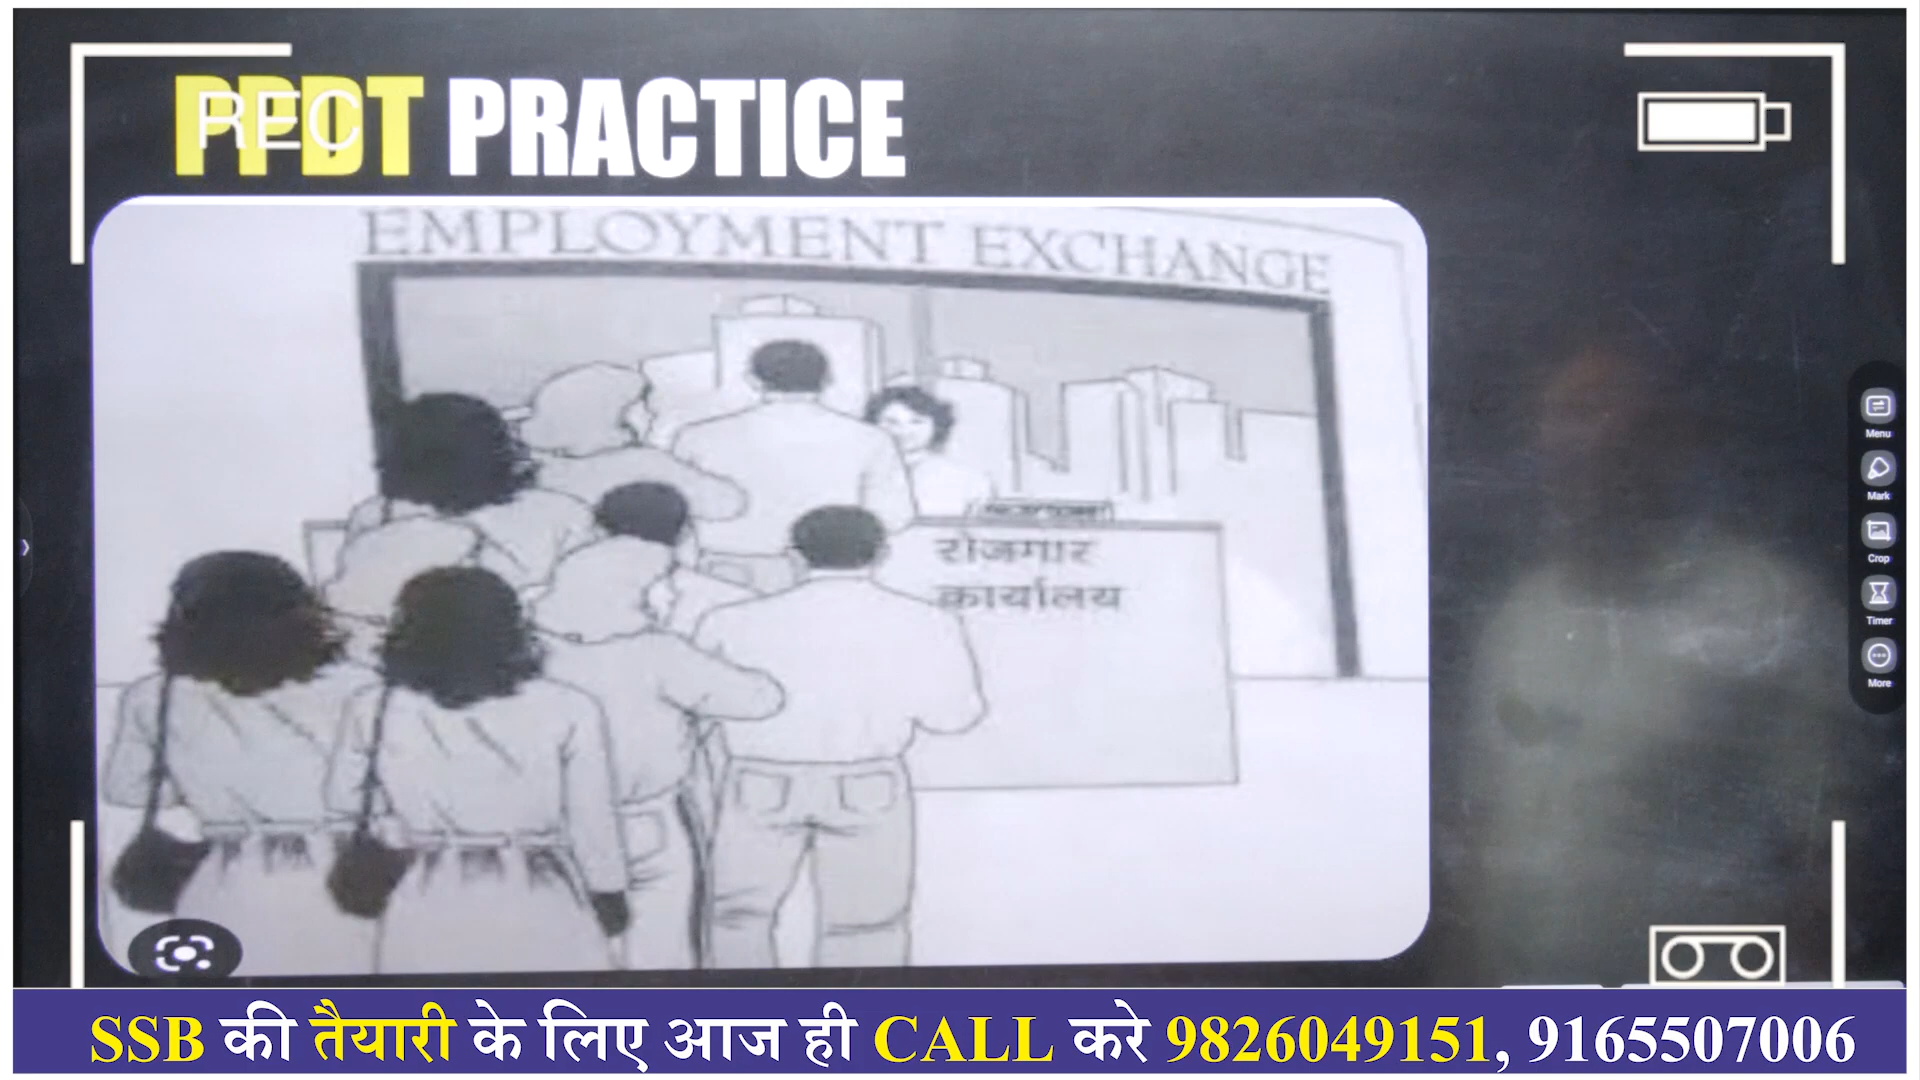 PPDT PRACTICE
REC
EMPLOYMENT EXCHANGE
रोजगार
कार्यालय
Menu
Mark
Crop
Timer
More
SSB की तैयारी के लिए आज ही CALL करे 9826049151, 9165507006